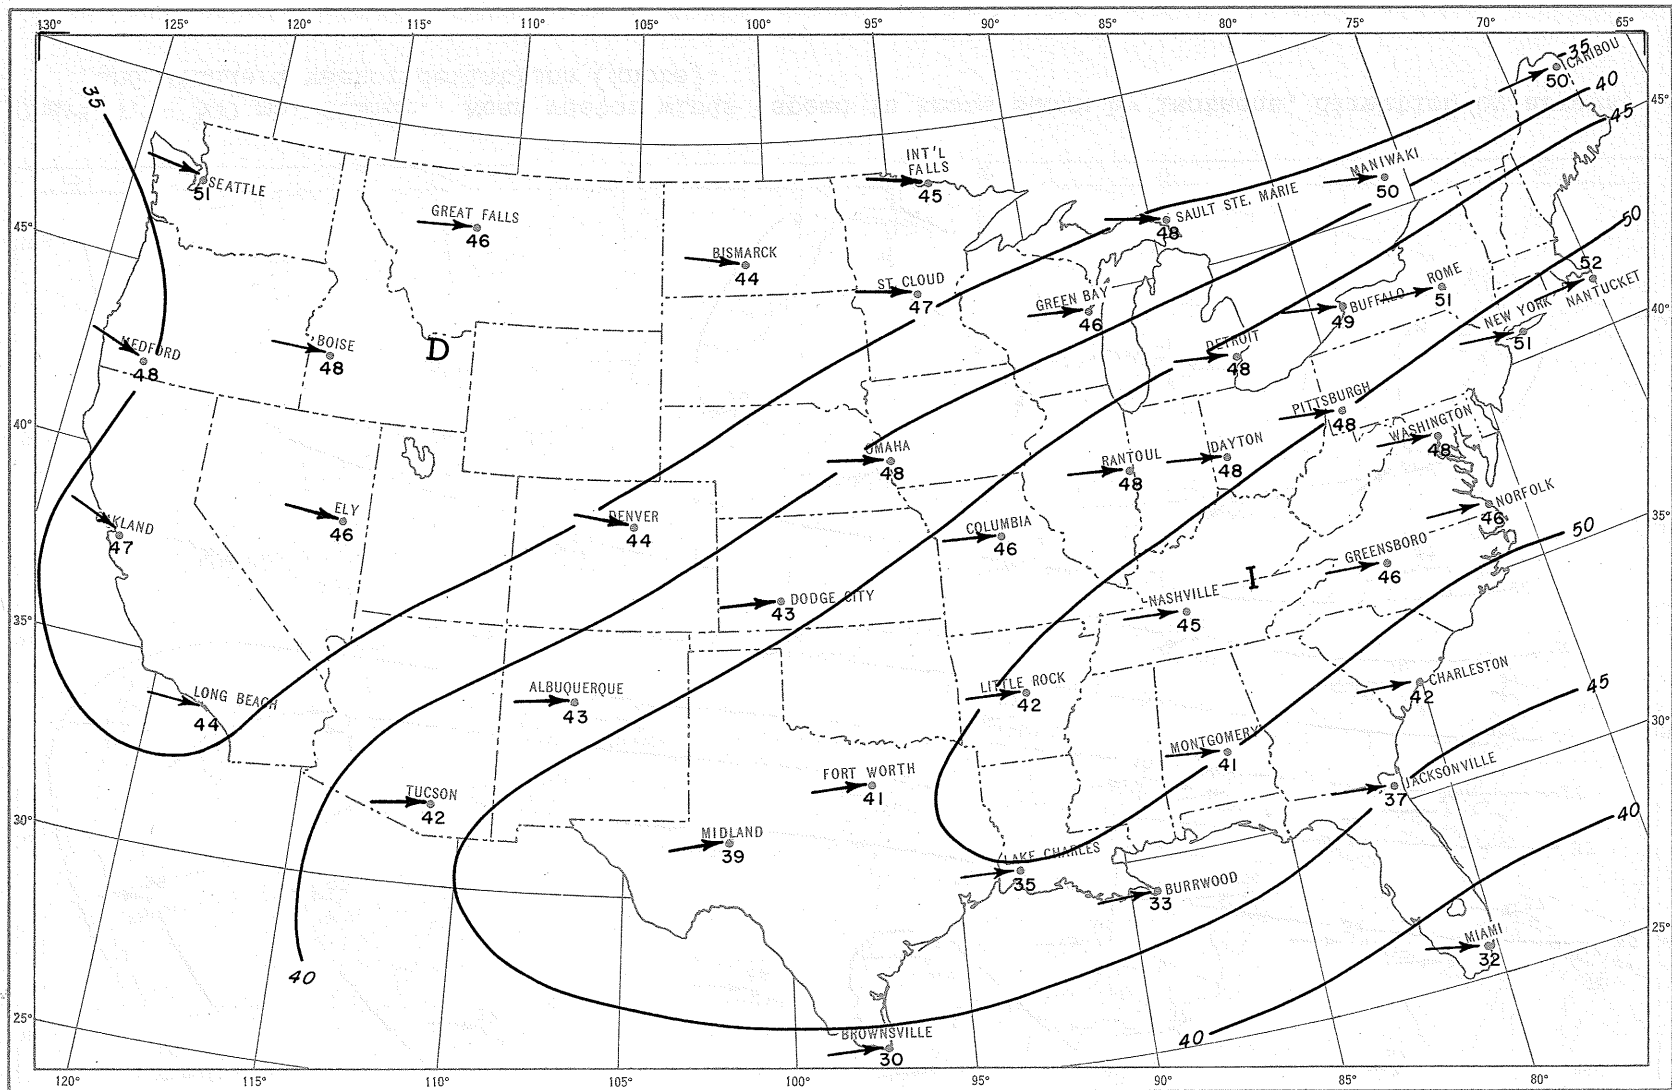 130° 125° 120° 115° 110° 105° 100° 95° 90° 85° 80° 75° 70° 65°
35
CARIBOU
50
35
40
45°
45
SEATTLE
51
INT'L
FALLS
45
MANIWAKI
50
GREAT FALLS
46
SAULT STE. MARIE
48
50
45°
BISMARCK
44
ST. CLOUD
47
GREEN BAY
46
BUFFALO
49
ROME
51
52
NANTUCKET
NEW YORK
51
40°
MEDFORD
48
BOISE
48
D
DETROIT
48
PITTSBURGH
48
WASHINGTON
48
40°
OMAHA
48
RANTOUL
48
DAYTON
48
NORFOLK
46
OAKLAND
47
ELY
46
DENVER
44
COLUMBIA
46
GREENSBORO
46
50
35°
I
35°
DODGE CITY
43
NASHVILLE
45
LONG BEACH
44
ALBUQUERQUE
43
LITTLE ROCK
42
CHARLESTON
42
45
30°
MONTGOMERY
41
FORT WORTH
41
JACKSONVILLE
37
TUCSON
42
30°
MIDLAND
39
40
LAKE CHARLES
35
BURRWOOD
33
MIAMI
32
25°
40
25°
BROWNSVILLE
30
40
120° 115° 110° 105° 100° 95° 90° 85° 80°